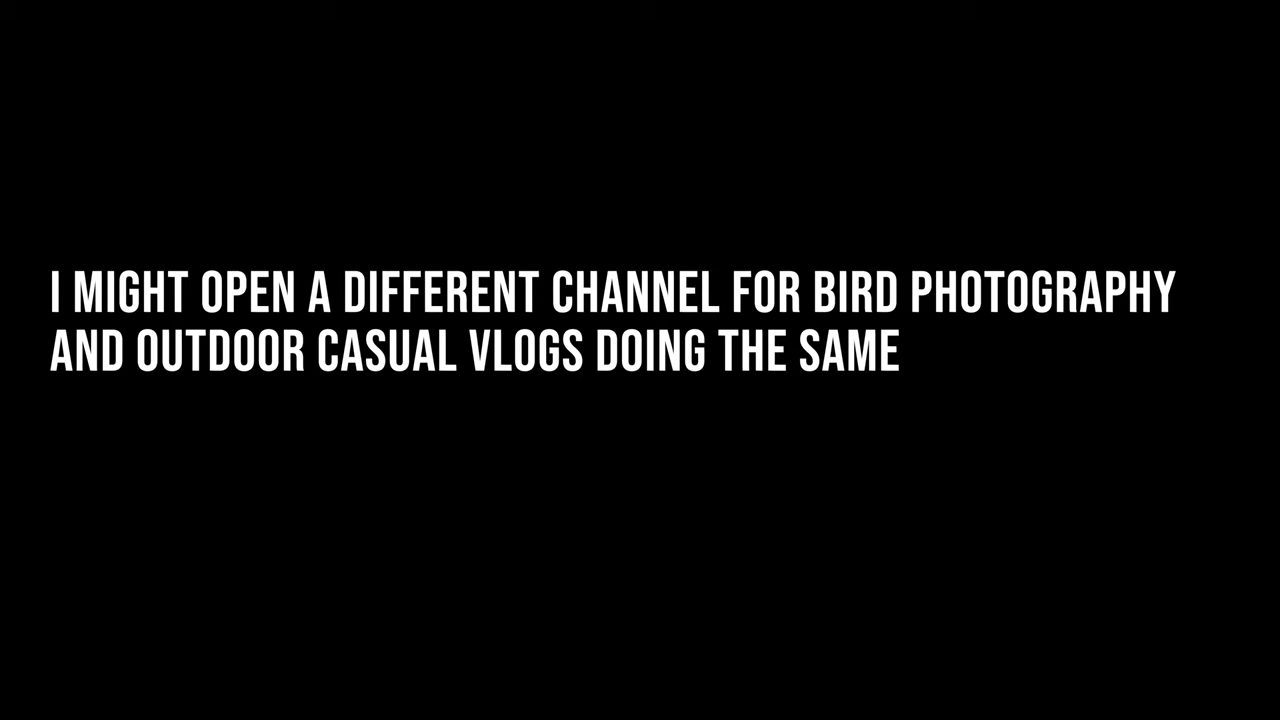 I MIGHT OPEN A DIFFERENT CHANNEL FOR BIRD PHOTOGRAPHY
AND OUTDOOR CASUAL VLOGS DOING THE SAME